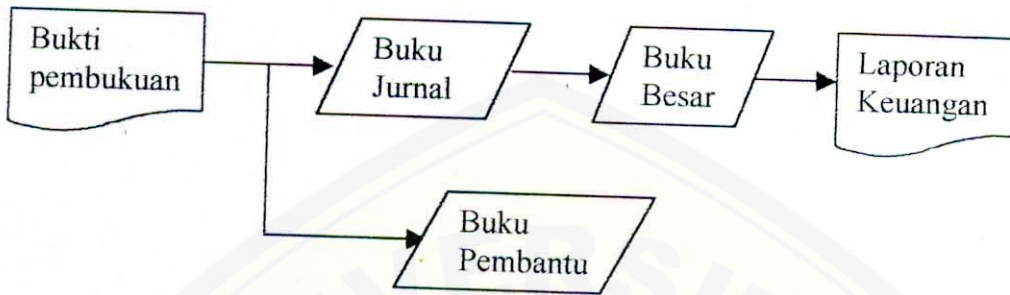 Bukti
pembukuan
Buku
Jurnal
Buku
Besar
Laporan
Keuangan
Buku
Pembantu